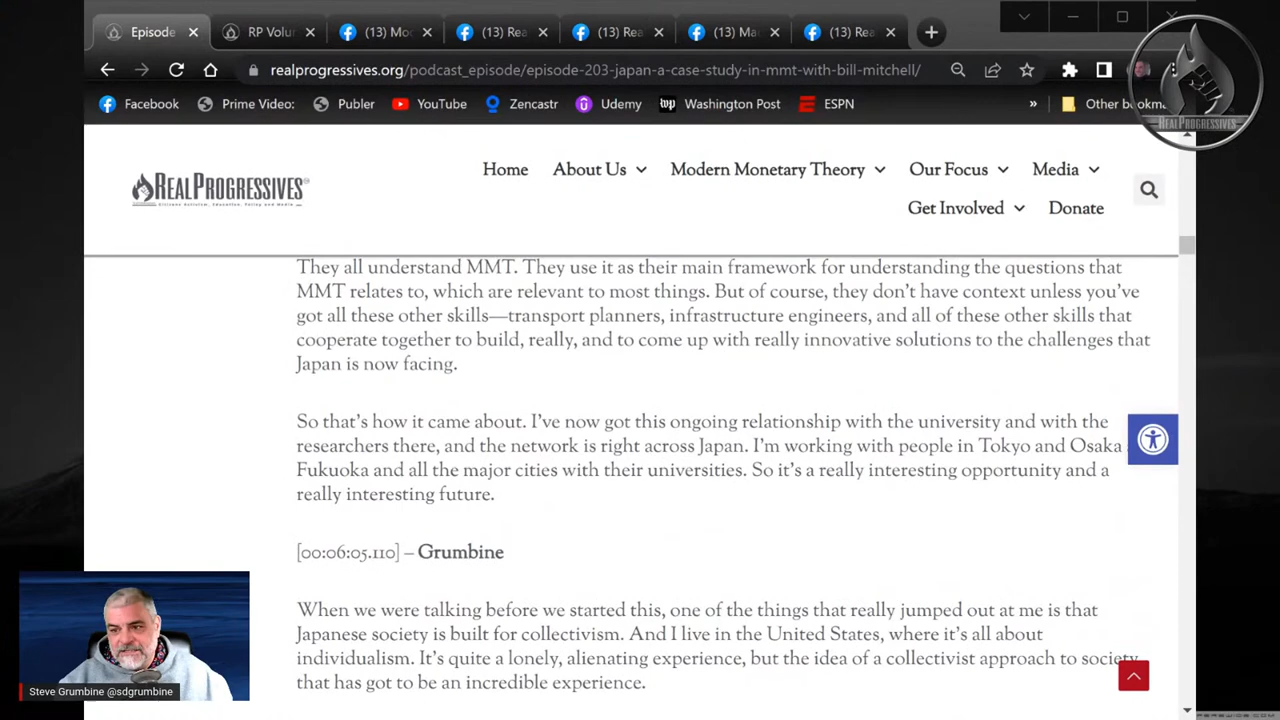 Episode
RP Volu
(13) Mo
(13) Rea
(13) Rea
(13) Ma
(13) Rea
realprogressives.org/podcast_episode/episode-203-japan-a-case-study-in-mmt-with-bill-mitchell/
Facebook
Prime Video:
Publer
YouTube
Zencastr
Udemy
wp Washington Post
ESPN
»
Other bookma
REALPROGRESSIVES
REALPROGRESSIVES®
Home
About Us
Modern Monetary Theory
Our Focus
Media
Get Involved
Donate
They all understand MMT. They use it as their main framework for understanding the questions that
MMT relates to, which are relevant to most things. But of course, they don't have context unless you've
got all these other skills—transport planners, infrastructure engineers, and all of these other skills that
cooperate together to build, really, and to come up with really innovative solutions to the challenges that
Japan is now facing.
So that's how it came about. I've now got this ongoing relationship with the university and with the
researchers there, and the network is right across Japan. I'm working with people in Tokyo and Osaka
Fukuoka and all the major cities with their universities. So it's a really interesting opportunity and a
really interesting future.
[00:06:05.110] – Grumbine
When we were talking before we started this, one of the things that really jumped out at me is that
Japanese society is built for collectivism. And I live in the United States, where it's all about
individualism. It's quite a lonely, alienating experience, but the idea of a collectivist approach to society,
that has got to be an incredible experience.
Steve Grumbine @sdgrumbine